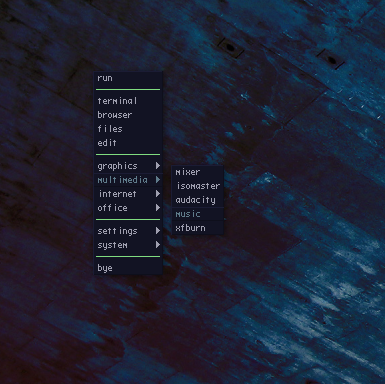 run
terminal
browser
files
edit
graphics
multimedia
internet
office
settings
system
bye
mixer
isomaster
audacity
music
xfburn